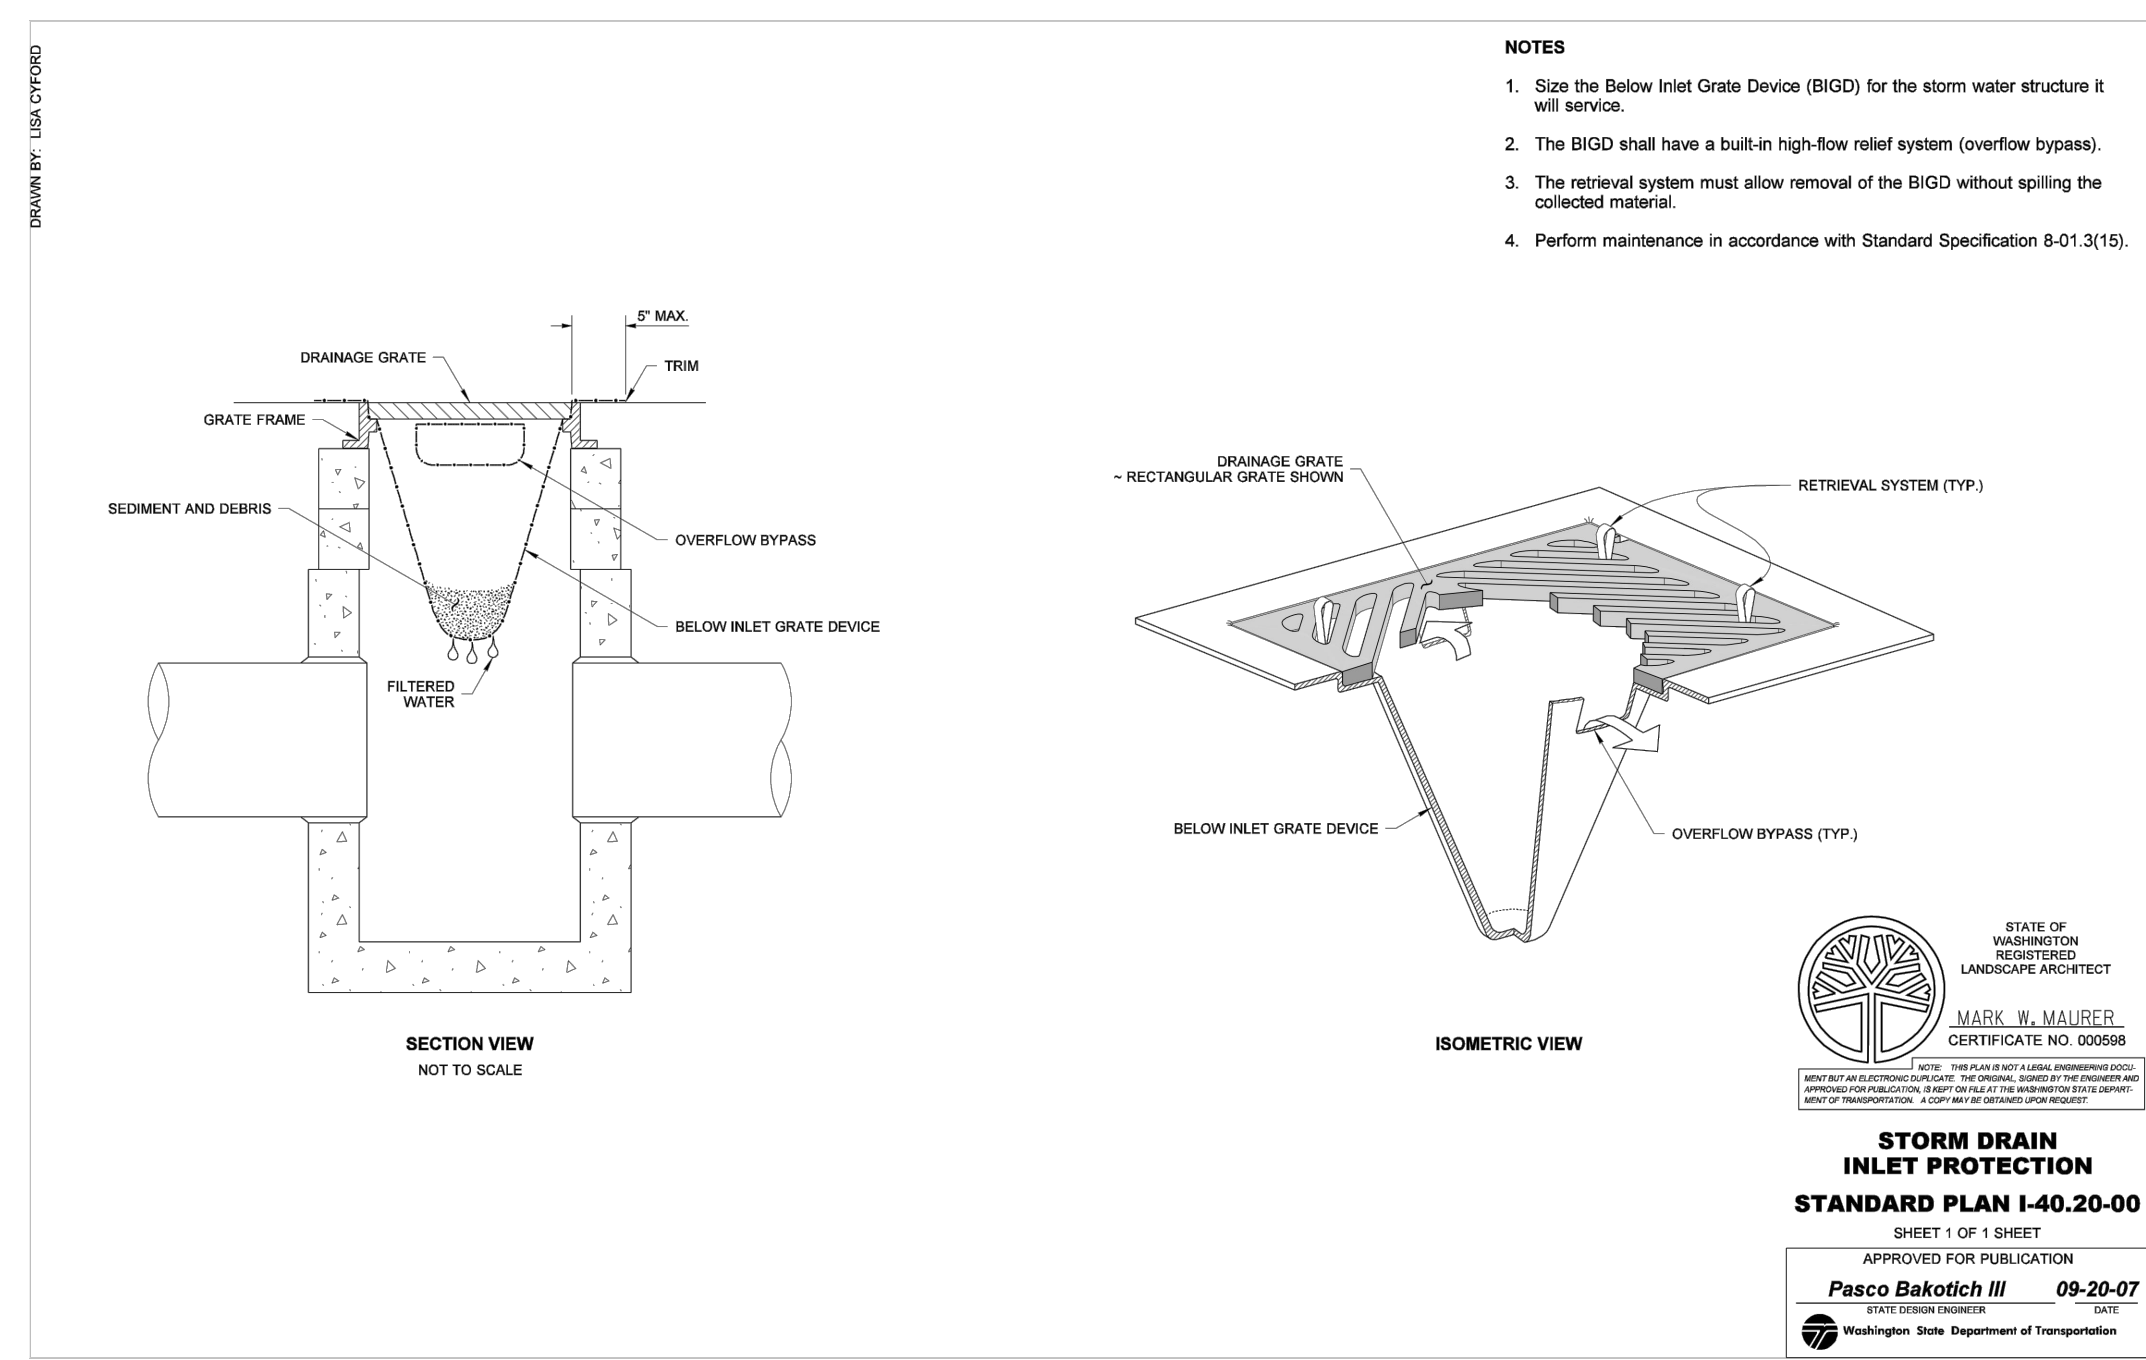 DRAWN BY: LISA CYFORD
NOTES
1. Size the Below Inlet Grate Device (BIGD) for the storm water structure it
will service.
2. The BIGD shall have a built-in high-flow relief system (overflow bypass).
3. The retrieval system must allow removal of the BIGD without spilling the
collected material.
4. Perform maintenance in accordance with Standard Specification 8-01.3(15).
5" MAX.
DRAINAGE GRATE
TRIM
GRATE FRAME
SEDIMENT AND DEBRIS
OVERFLOW BYPASS
BELOW INLET GRATE DEVICE
FILTERED
WATER
SECTION VIEW
NOT TO SCALE
DRAINAGE GRATE
~ RECTANGULAR GRATE SHOWN
RETRIEVAL SYSTEM (TYP.)
BELOW INLET GRATE DEVICE
OVERFLOW BYPASS (TYP.)
ISOMETRIC VIEW
STATE OF
WASHINGTON
REGISTERED
LANDSCAPE ARCHITECT
MARK W. MAURER
CERTIFICATE NO. 000598
NOTE: THIS PLAN IS NOT A LEGAL ENGINEERING DOCU-
MENT BUT AN ELECTRONIC DUPLICATE. THE ORIGINAL, SIGNED BY THE ENGINEER AND
APPROVED FOR PUBLICATION, IS KEPT ON FILE AT THE WASHINGTON STATE DEPART-
MENT OF TRANSPORTATION. A COPY MAY BE OBTAINED UPON REQUEST.
STORM DRAIN
INLET PROTECTION
STANDARD PLAN I-40.20-00
SHEET 1 OF 1 SHEET
APPROVED FOR PUBLICATION
Pasco Bakotich III 09-20-07
STATE DESIGN ENGINEER DATE
Washington State Department of Transportation